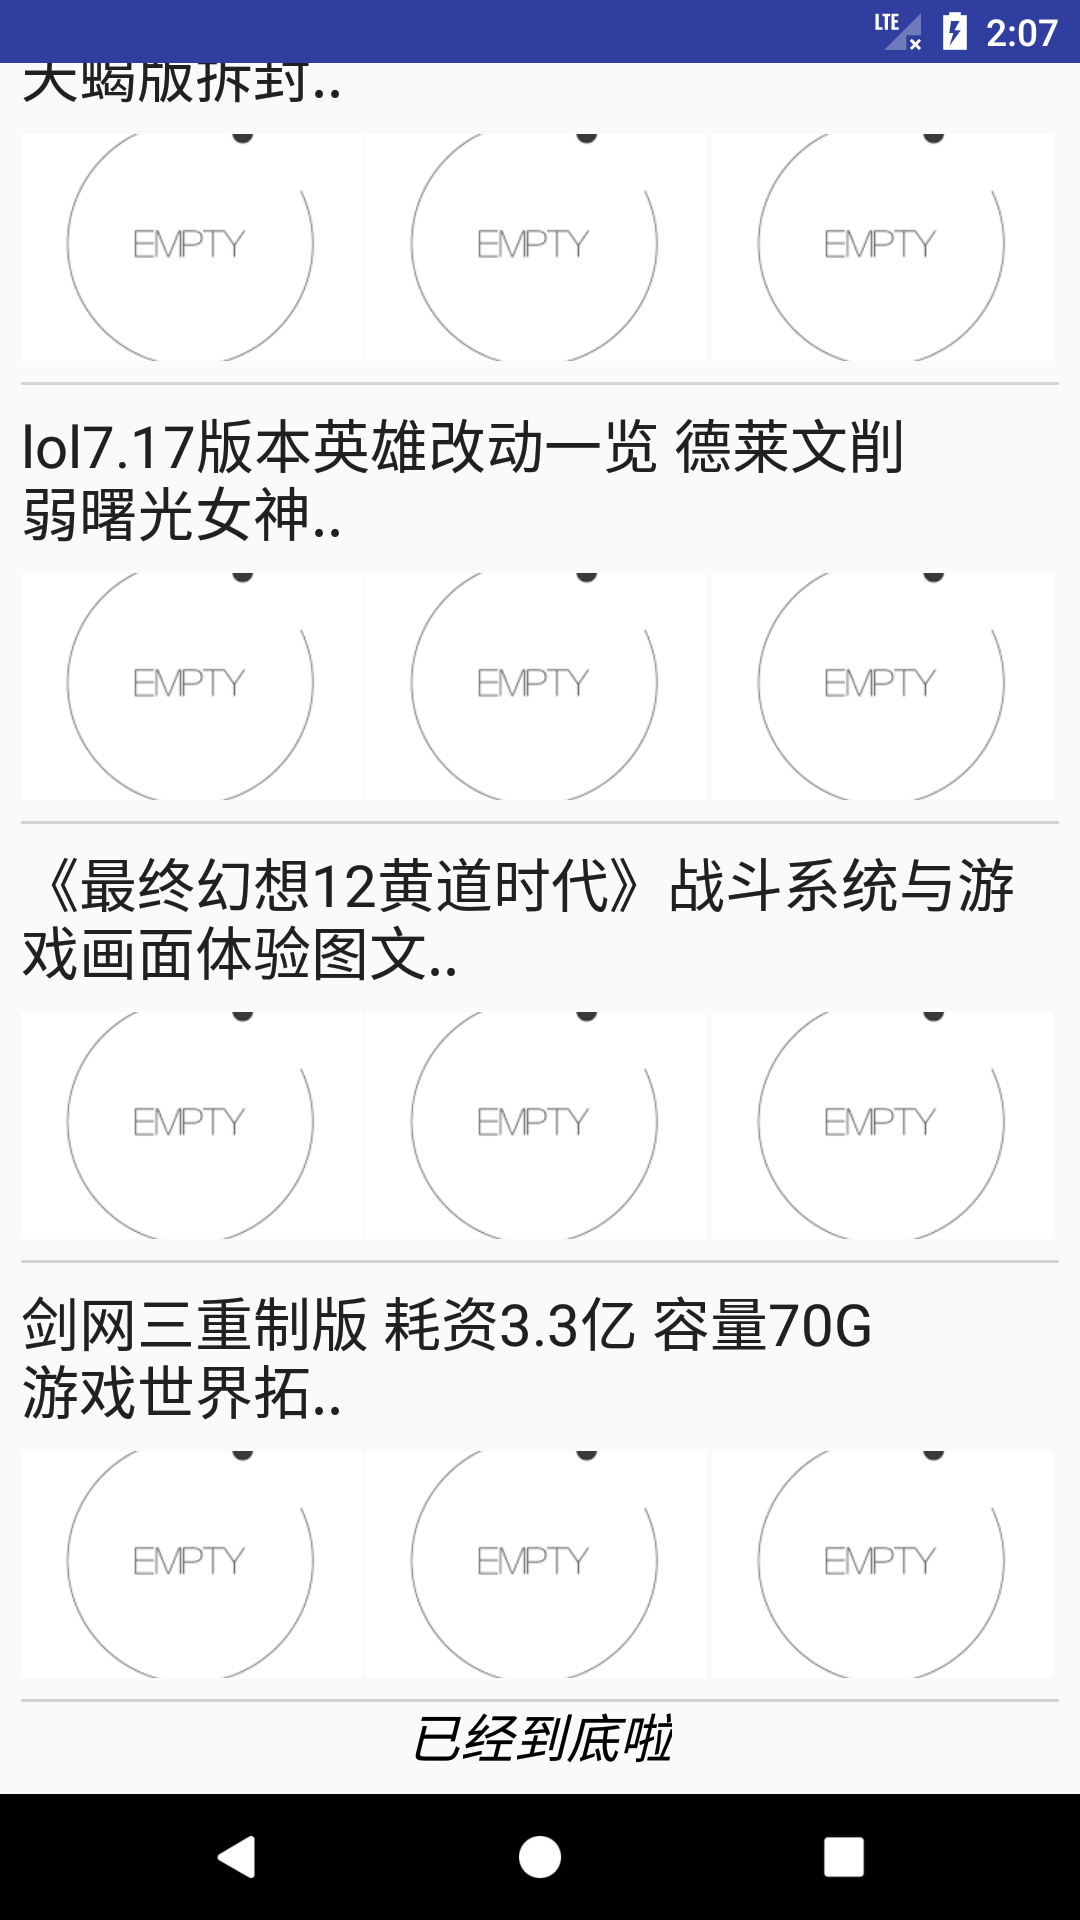 LTE 2:07
天蝎版拆封..
EMPTY EMPTY EMPTY
lol7.17版本英雄改动一览 德莱文削
弱曙光女神..
EMPTY EMPTY EMPTY
《最终幻想12黄道时代》战斗系统与游
戏画面体验图文..
EMPTY EMPTY EMPTY
剑网三重制版 耗资3.3亿 容量70G
游戏世界拓..
EMPTY EMPTY EMPTY
已经到底啦